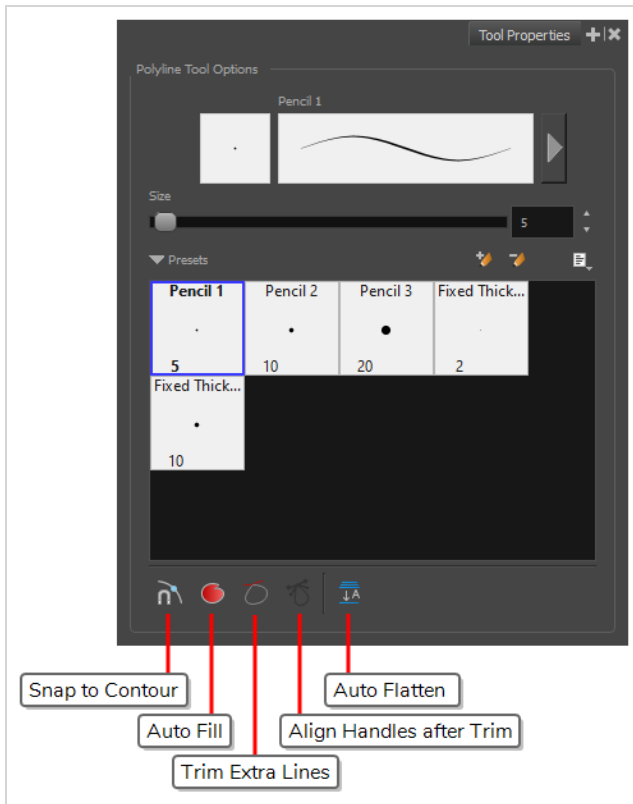 Tool Properties
Polyline Tool Options
Pencil 1
Size
5
Presets
Pencil 1 Pencil 2 Pencil 3 Fixed Thick...
5 10 20 2
Fixed Thick...
10
A
Snap to Contour Auto Flatten
Auto Fill Align Handles after Trim
Trim Extra Lines